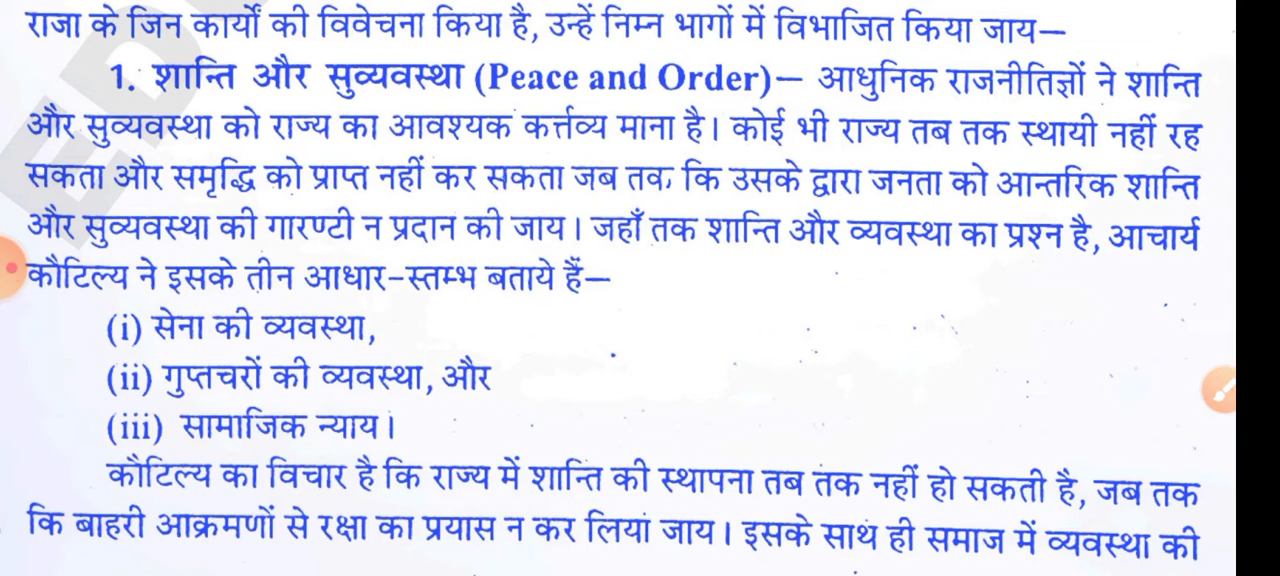 राजा के जिन कार्यों की विवेचना किया है, उन्हें निम्न भागों में विभाजित किया जाय—
1. शान्ति और सुव्यवस्था (Peace and Order)— आधुनिक राजनीतिज्ञों ने शान्ति
और सुव्यवस्था को राज्य का आवश्यक कर्त्तव्य माना है। कोई भी राज्य तब तक स्थायी नहीं रह
सकता और समृद्धि को प्राप्त नहीं कर सकता जब तक कि उसके द्वारा जनता को आन्तरिक शान्ति
और सुव्यवस्था की गारण्टी न प्रदान की जाय। जहाँ तक शान्ति और व्यवस्था का प्रश्न है, आचार्य
कौटिल्य ने इसके तीन आधार-स्तम्भ बताये हैं—
(i) सेना की व्यवस्था,
(ii) गुप्तचरों की व्यवस्था, और
(iii) सामाजिक न्याय।
कौटिल्य का विचार है कि राज्य में शान्ति की स्थापना तब तक नहीं हो सकती है, जब तक
कि बाहरी आक्रमणों से रक्षा का प्रयास न कर लिया जाय। इसके साथ ही समाज में व्यवस्था की